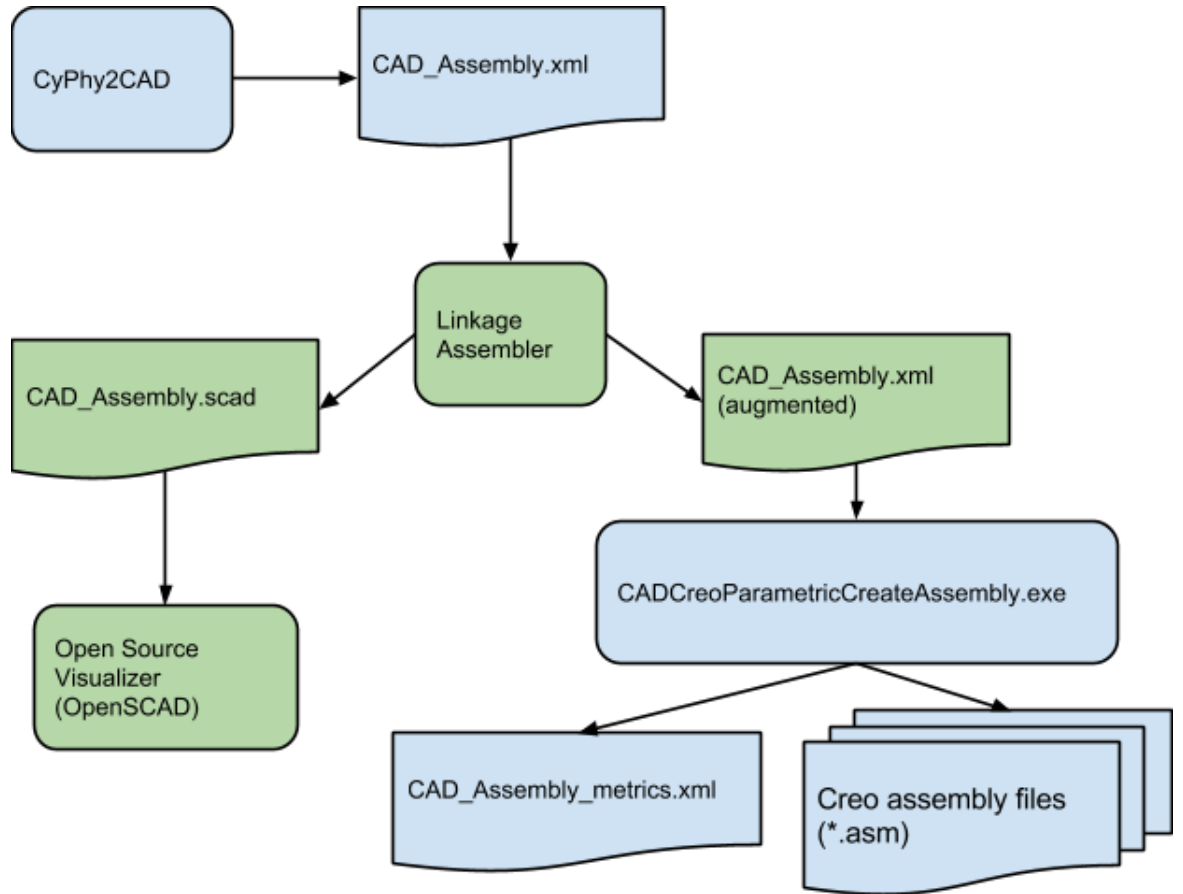 CyPhy2CAD
CAD_Assembly.xml
Linkage
Assembler
CAD_Assembly.scad
CAD_Assembly.xml
(augmented)
CADCreoParametricCreateAssembly.exe
Open Source
Visualizer
(OpenSCAD)
CAD_Assembly_metrics.xml
Creo assembly files
(*.asm)